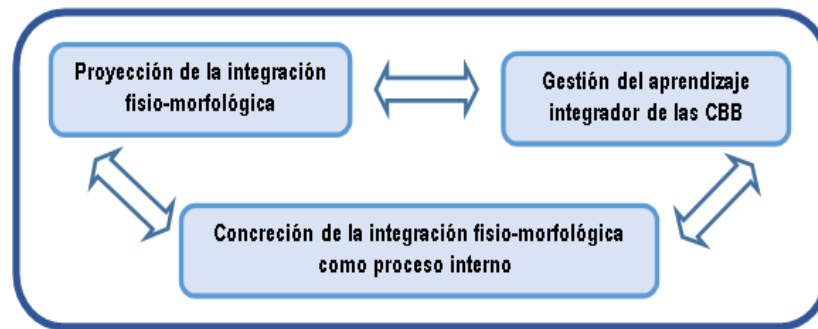 Proyección de la integración
fisio-morfológica
Gestión del aprendizaje
integrador de las CBB
Concreción de la integración fisio-morfológica
como proceso interno